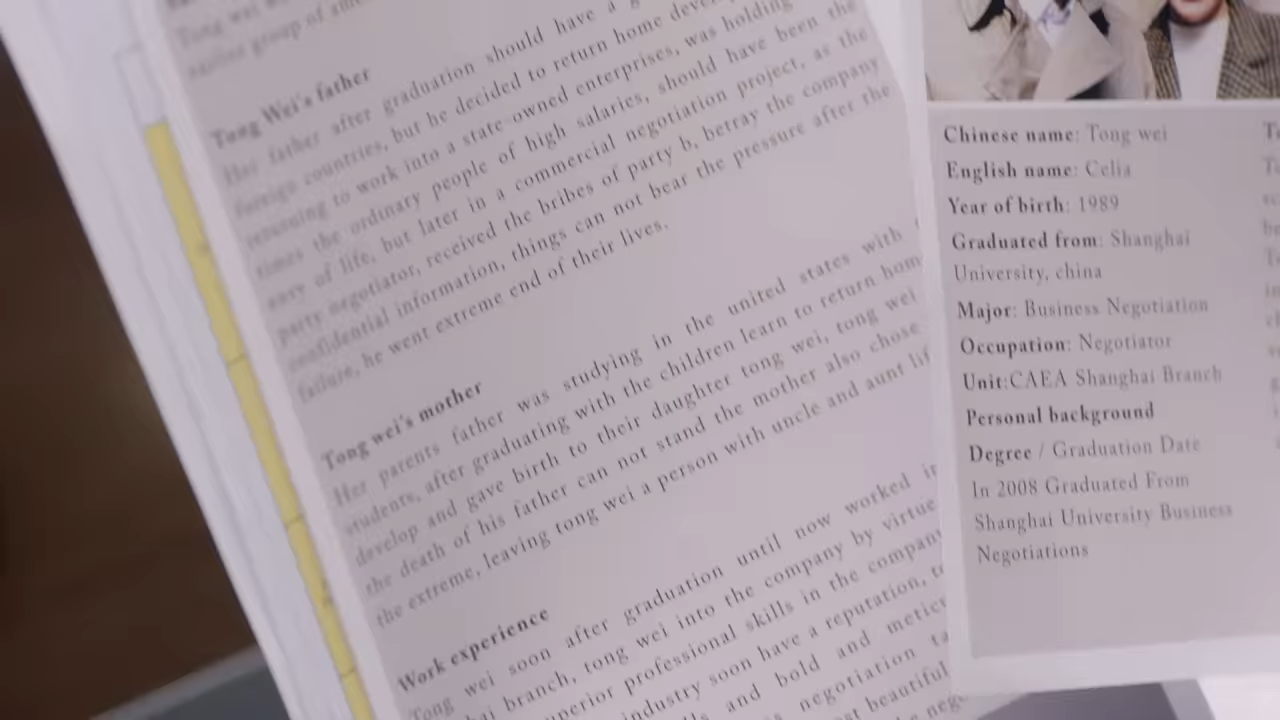 Tong Wei's father
Her father after graduation should have a
foreign countries, but he decided to return home
returning to work into a state-owned enterprises, was holding
times the ordinary people of high salaries, should have been the
envy of life, but later in a commercial negotiation project, as the
party negotiator, received the bribes of party b, betray the company
confidential information, things can not bear the pressure after the
failure, he went extreme end of their lives.
Tong wei's mother
Her parents father was studying in the united states with
students, after graduating with the children learn to return
develop and gave birth to their daughter tong wei, tong wei
the death of his father can not stand the mother also chose
the extreme, leaving tong wei a person with uncle and aunt
Work experience
Tong wei soon after graduation until now worked
branch, tong wei into the company by virtue
superior professional skills in the company
industry soon have a reputation,
and bold and
negotiation
beautiful
Chinese name: Tong wei
English name: Celia
Year of birth: 1989
Graduated from: Shanghai
University, china
Major: Business Negotiation
Occupation: Negotiator
Unit:CAEA Shanghai Branch
Personal background
Degree / Graduation Date
In 2008 Graduated From
Shanghai University Business
Negotiations